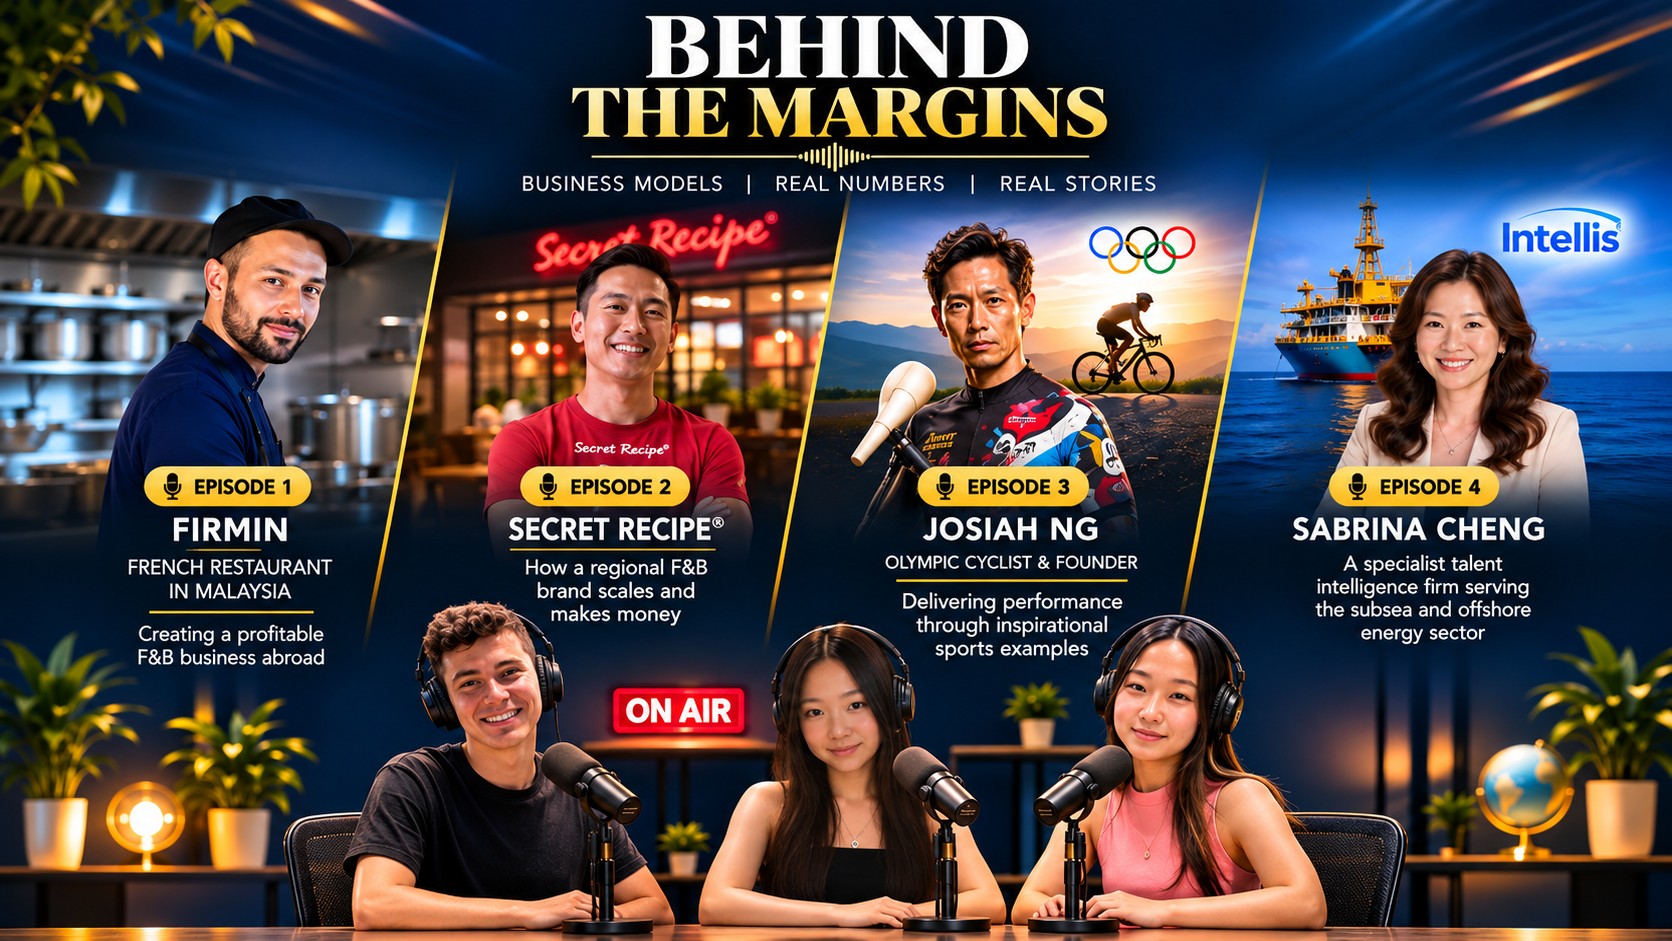 BEHIND
THE MARGINS
BUSINESS MODELS | REAL NUMBERS | REAL STORIES
Secret Recipe®
Intellis
Secret Recipe®
EPISODE 1
FIRMIN
FRENCH RESTAURANT
IN MALAYSIA
Creating a profitable
F&B business abroad
EPISODE 2
SECRET RECIPE®
How a regional F&B
brand scales and
makes money
EPISODE 3
JOSIAH NG
OLYMPIC CYCLIST & FOUNDER
Delivering performance
through inspirational
sports examples
EPISODE 4
SABRINA CHENG
A specialist talent
intelligence firm serving
the subsea and offshore
energy sector
ON AIR